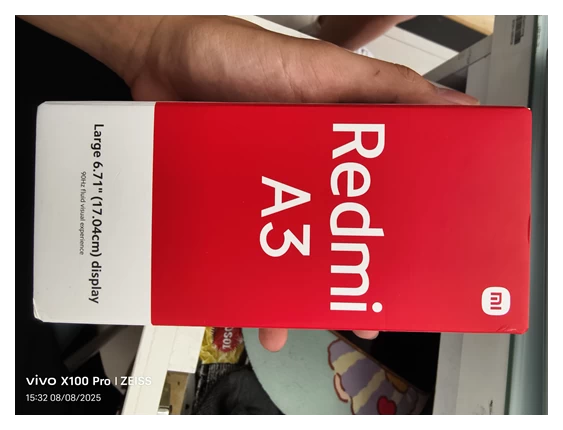 Redmi
A3
Large 6.71" (17.04cm) display
90Hz fluid visual experience
vivo X100 Pro | ZEISS
15:32 08/08/2025